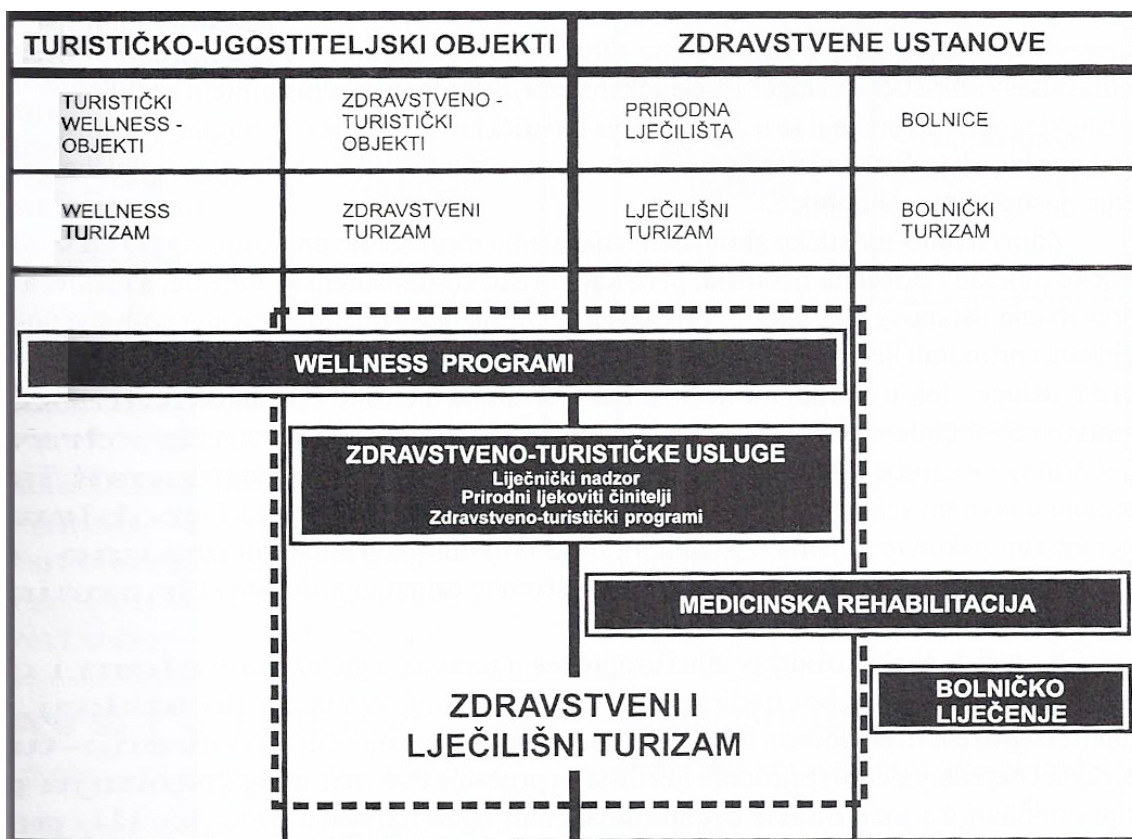 TURISTIČKO-UGOSTITELJSKI OBJEKTI
ZDRAVSTVENE USTANOVE
TURISTIČKI
WELLNESS -
OBJEKTI
ZDRAVSTVENO -
TURISTIČKI
OBJEKTI
PRIRODNA
LJEČILIŠTA
BOLNICE
WELLNESS
TURIZAM
ZDRAVSTVENI
TURIZAM
LJEČILIŠNI
TURIZAM
BOLNIČKI
TURIZAM
WELLNESS PROGRAMI
ZDRAVSTVENO-TURISTIČKE USLUGE
Liječnički nadzor
Prirodni ljekoviti činitelji
Zdravstveno-turistički programi
MEDICINSKA REHABILITACIJA
BOLNIČKO
LIJEČENJE
ZDRAVSTVENI I
LJEČILIŠNI TURIZAM